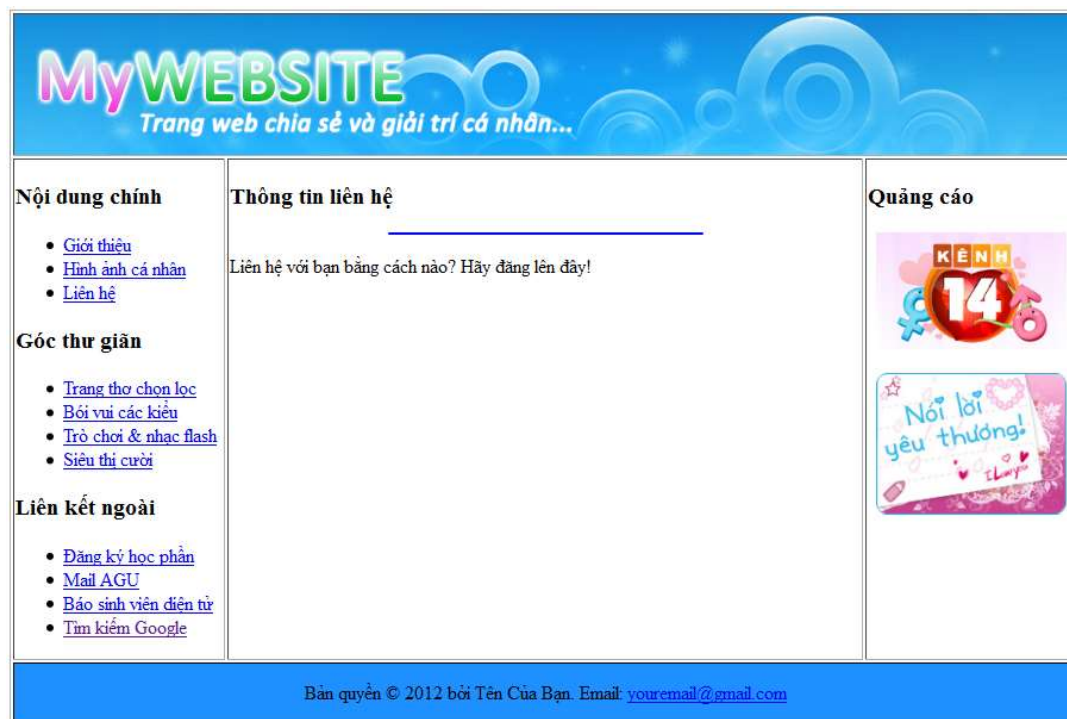 MyWEBSITE
Trang web chia sẻ và giải trí cá nhân...
Nội dung chính
Giới thiệu
Hình ảnh cá nhân
Liên hệ
Góc thư giãn
Trang thơ chọn lọc
Bói vui các kiểu
Trò chơi & nhạc flash
Siêu thị cười
Liên kết ngoài
Đăng ký học phần
Mail AGU
Báo sinh viên điện tử
Tìm kiếm Google
Thông tin liên hệ
Liên hệ với bạn bằng cách nào? Hãy đăng lên đây!
Quảng cáo
KÊNH
14
Nói lời
yêu thương!
I Love you
Bản quyền © 2012 bởi Tên Của Bạn. Email: youremail@gmail.com